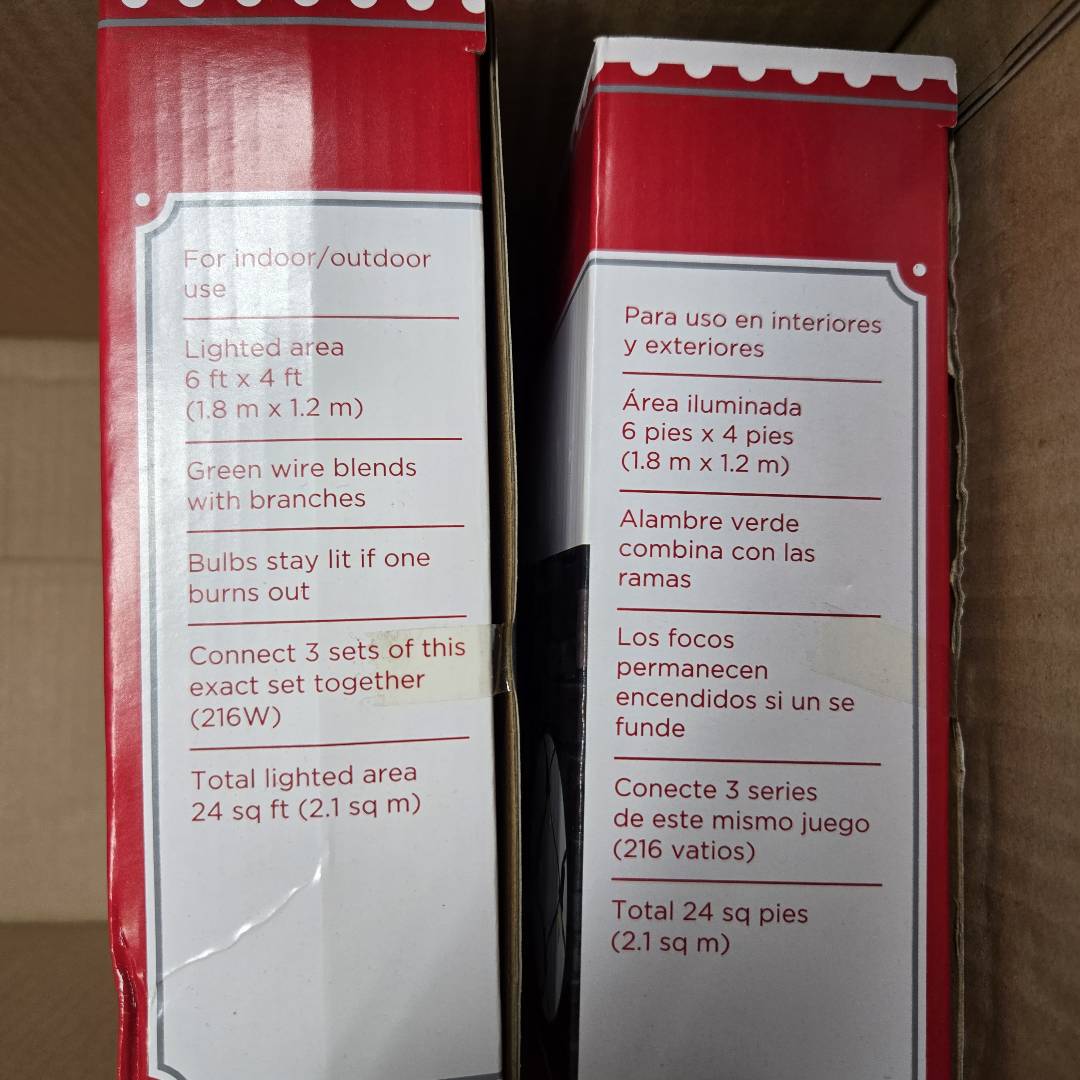 For indoor/outdoor
use
Lighted area
6 ft x 4 ft
(1.8 m x 1.2 m)
Green wire blends
with branches
Bulbs stay lit if one
burns out
Connect 3 sets of this
exact set together
(216W)
Total lighted area
24 sq ft (2.1 sq m)
Para uso en interiores
y exteriores
Área iluminada
6 pies x 4 pies
(1.8 m x 1.2 m)
Alambre verde
combina con las
ramas
Los focos
permanecen
encendidos si un se
funde
Conecte 3 series
de este mismo juego
(216 vatios)
Total 24 sq pies
(2.1 sq m)